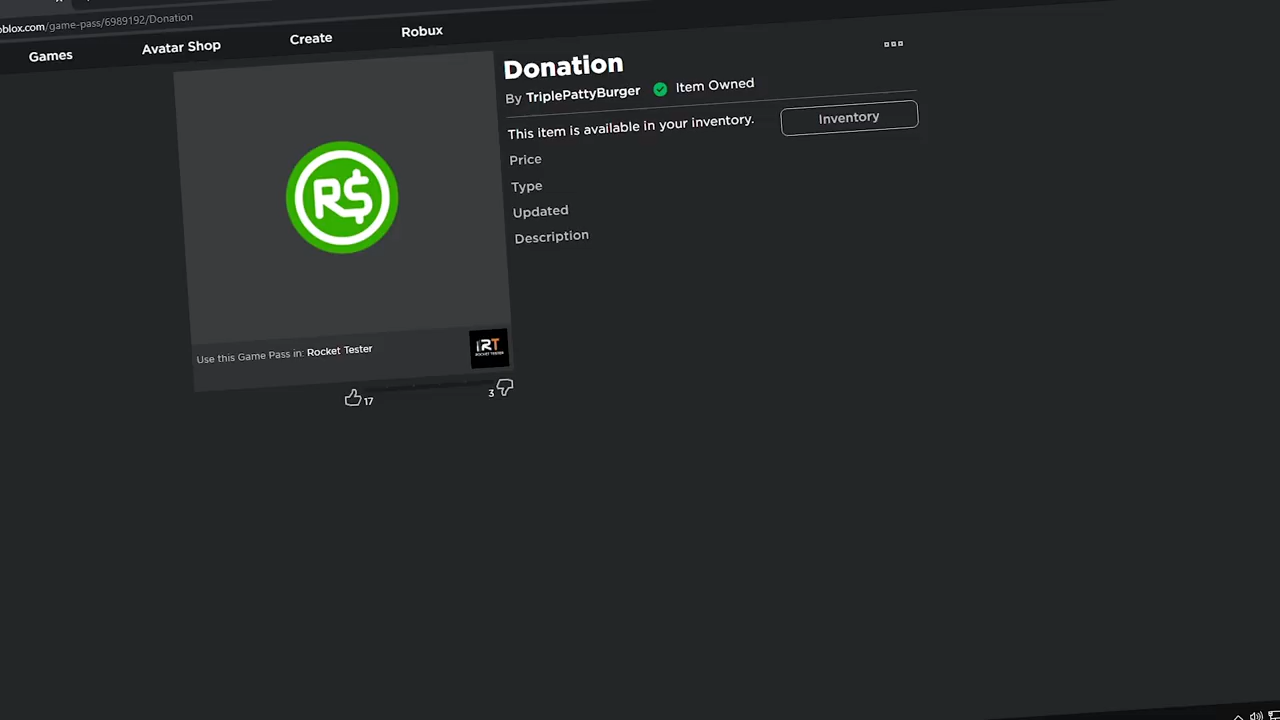 oblox.com/game-pass/6989192/Donation
Games Avatar Shop Create Robux
Donation
By TriplePattyBurger Item Owned
This item is available in your inventory. Inventory
Price
Type
Updated
Description
R$
Use this Game Pass in: Rocket Tester
RT
ROCKET TESTER
17 3